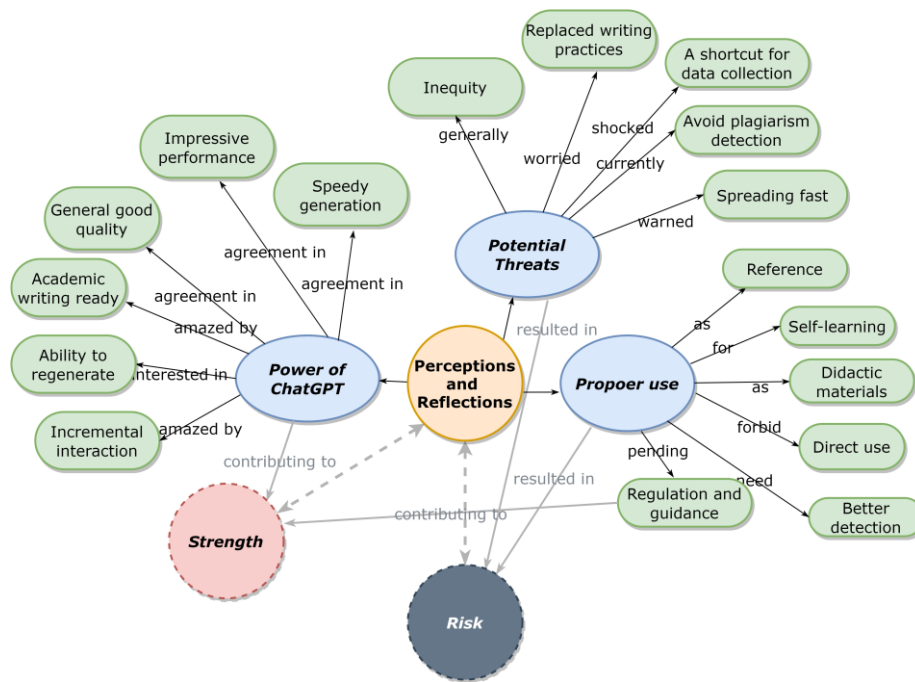 Replaced writing
practices
A shortcut for
data collection
Inequity
generally
shocked
Avoid plagiarism
detection
worried
currently
Impressive
performance
Speedy
generation
Spreading fast
warned
General good
quality
Potential
Threats
agreement in
Reference
Academic
writing ready
agreement in
agreement in
as
Self-learning
amazed by
resulted in
for
Ability to
regenerate
interested in
Power of
ChatGPT
Perceptions
and
Reflections
Propoer use
as
Didactic
materials
Incremental
interaction
amazed by
forbid
Direct use
pending
contributing to
resulted in
need
Regulation and
guidance
Better
detection
contributing to
Strength
Risk